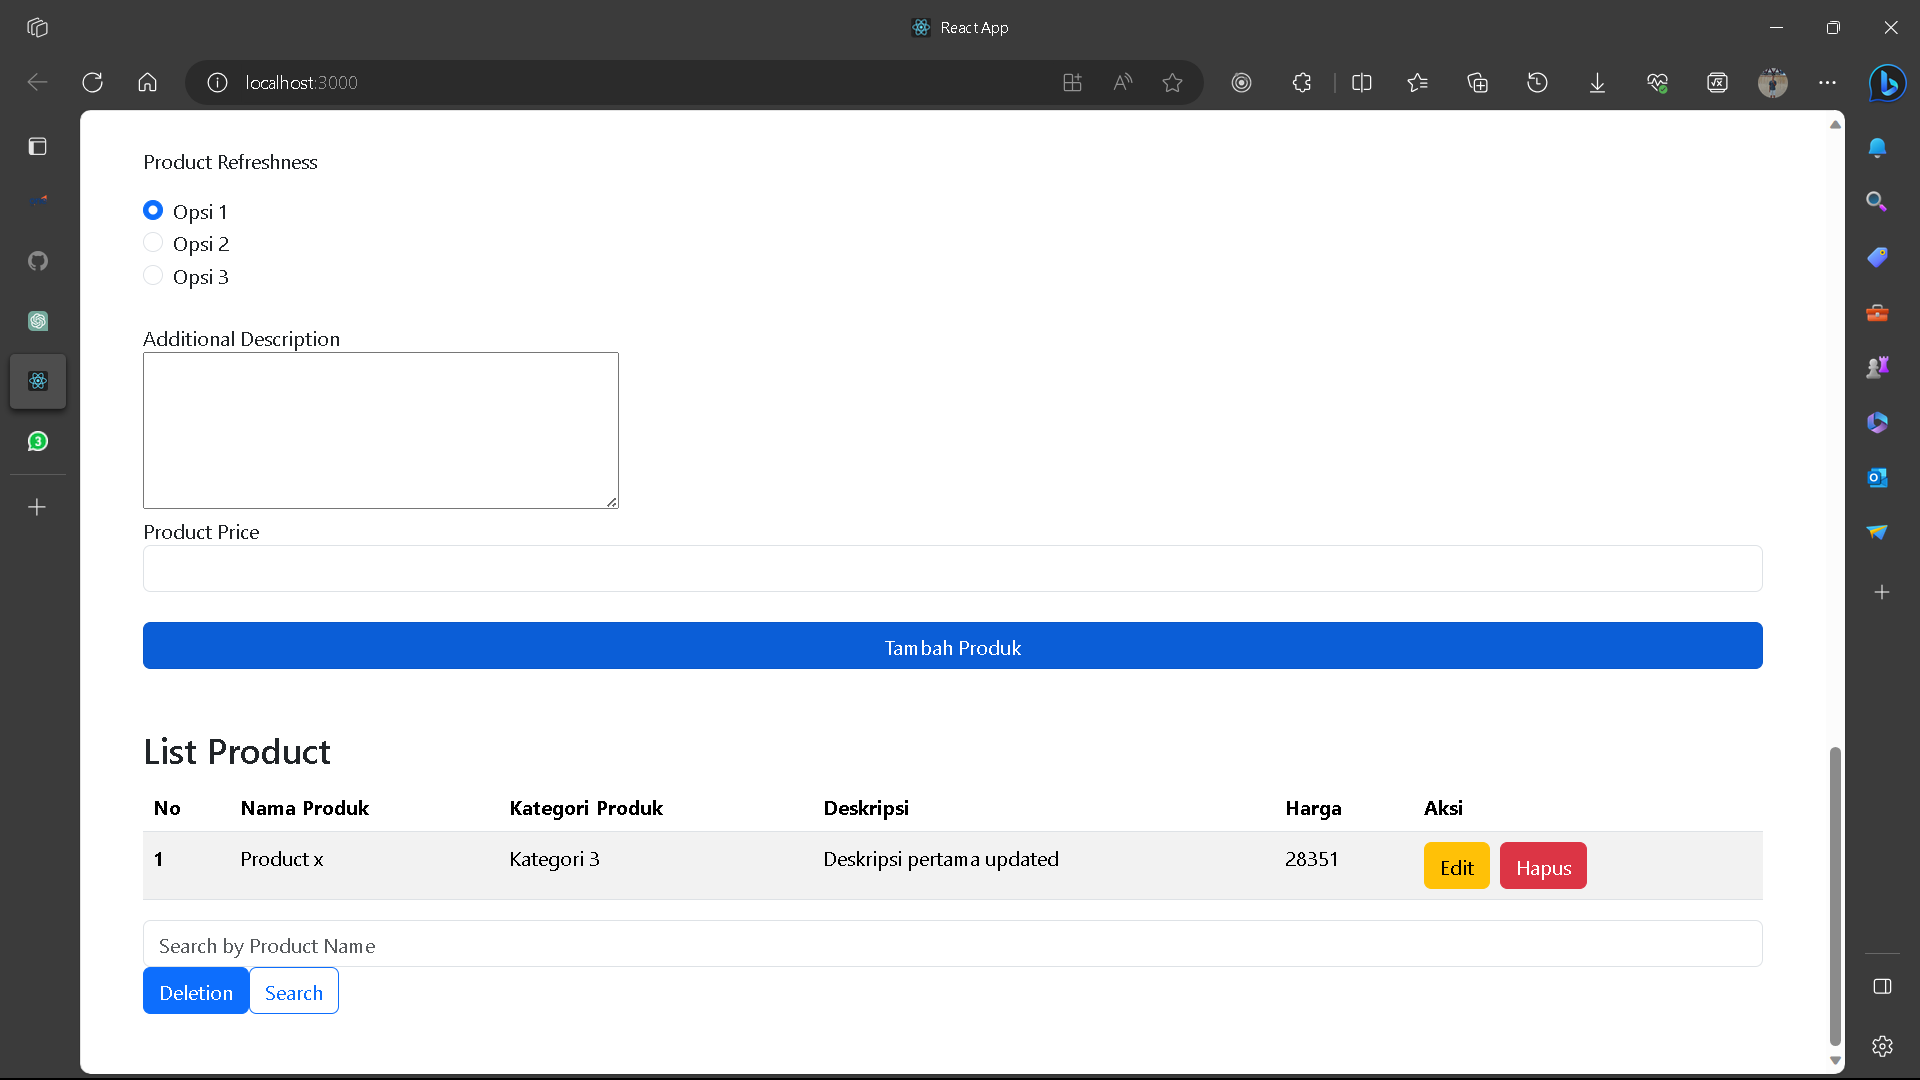 React App
localhost:3000
Product Refreshness
Opsi 1
Opsi 2
Opsi 3
Additional Description
Product Price
Tambah Produk
List Product
No Nama Produk Kategori Produk Deskripsi Harga Aksi
1 Product x Kategori 3 Deskripsi pertama updated 28351 Edit Hapus
Search by Product Name
Deletion Search
3